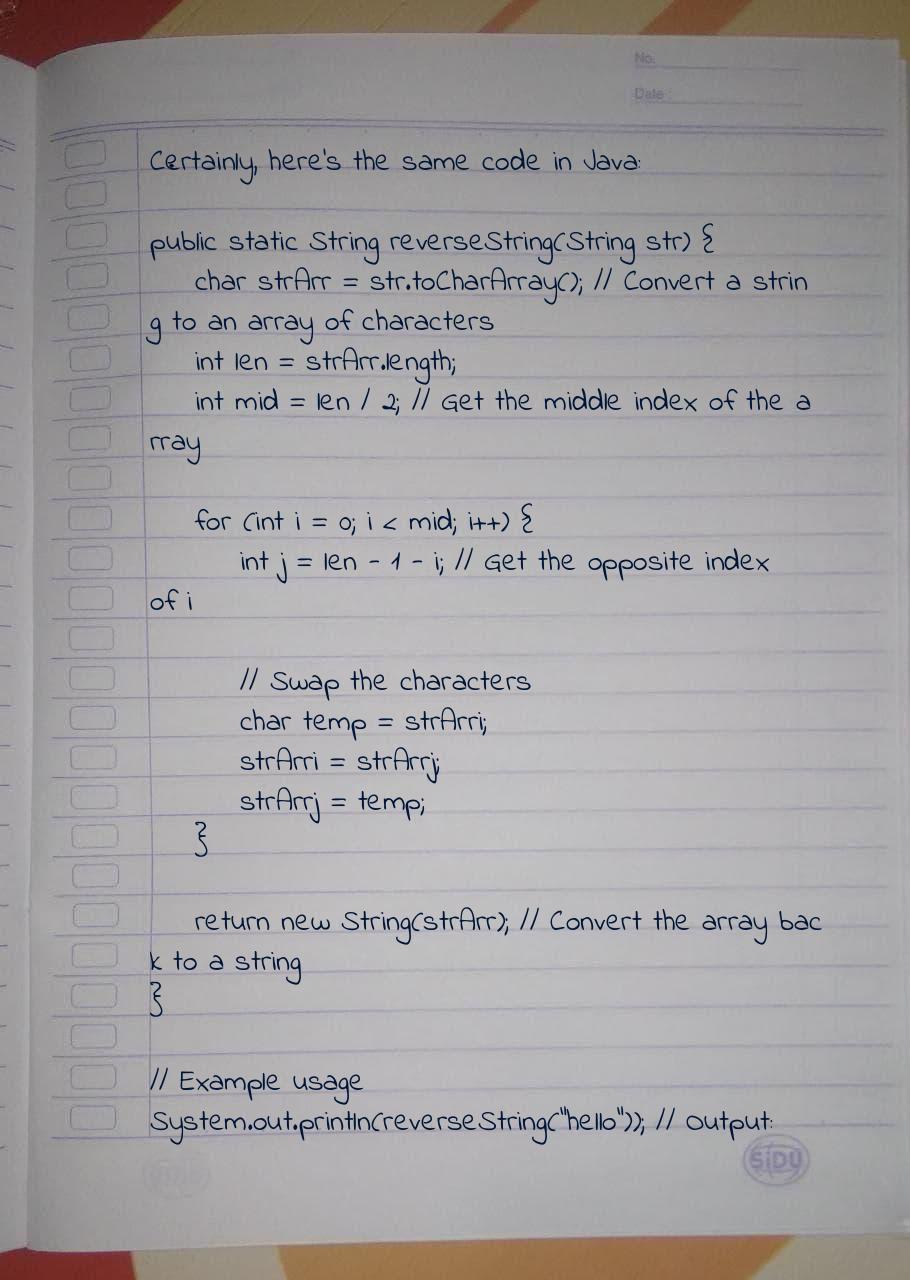 No.
Date :
Certainly, here's the same code in Java:
public static String reverseString(String str) {
char strArr = str.toCharArray(); // Convert a strin
g to an array of characters
int len = strArr.length;
int mid = len / 2; // Get the middle index of the a
rray
for (int i = 0; i < mid; i++) {
int j = len - 1 - i; // Get the opposite index
of i
// Swap the characters
char temp = strArri;
strArri = strArrj;
strArrj = temp;
}
return new String(strArr); // Convert the array bac
k to a string
}
// Example usage
System.out.println(reverseString("hello")); // Output:
SiDU